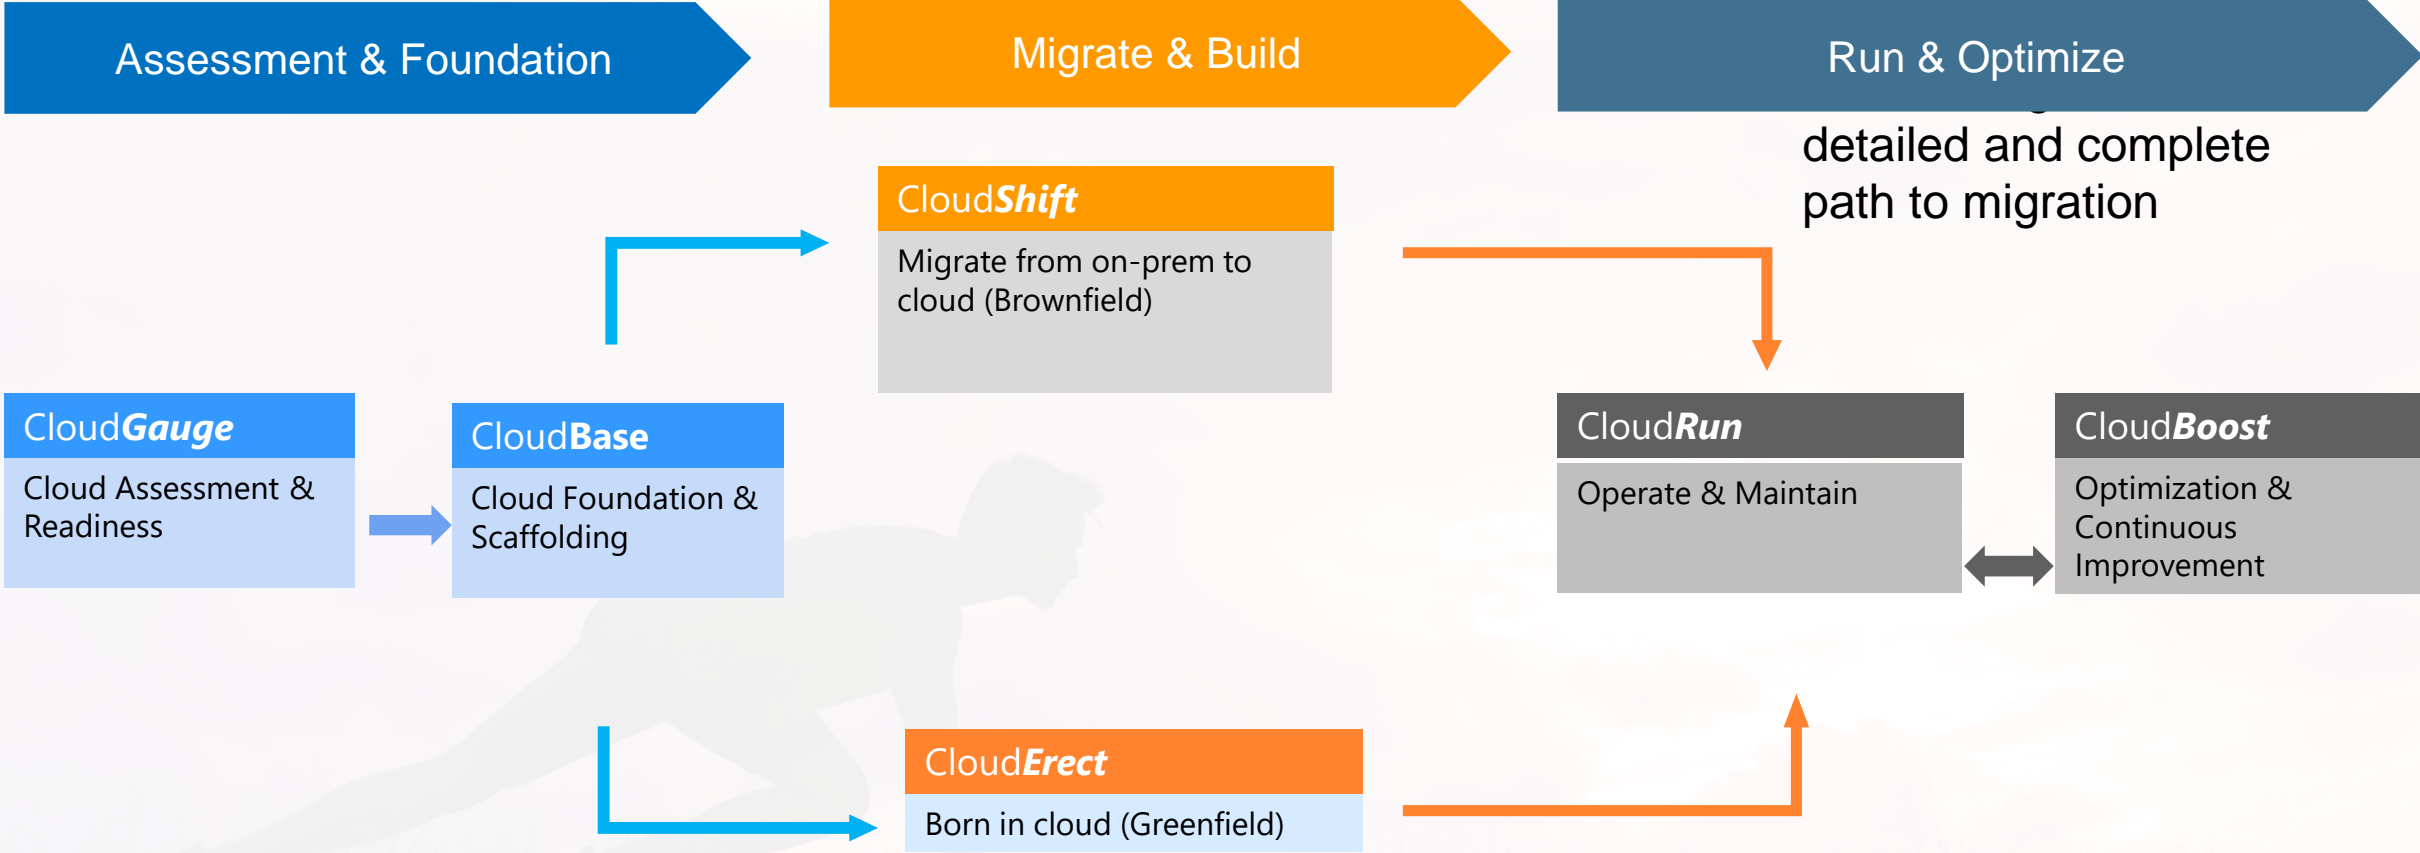 Assessment & Foundation
Migrate & Build
Run & Optimize
detailed and complete
path to migration
CloudShift
Migrate from on-prem to
cloud (Brownfield)
CloudGauge
Cloud Assessment &
Readiness
CloudBase
Cloud Foundation &
Scaffolding
CloudRun
Operate & Maintain
CloudBoost
Optimization &
Continuous
Improvement
CloudErect
Born in cloud (Greenfield)